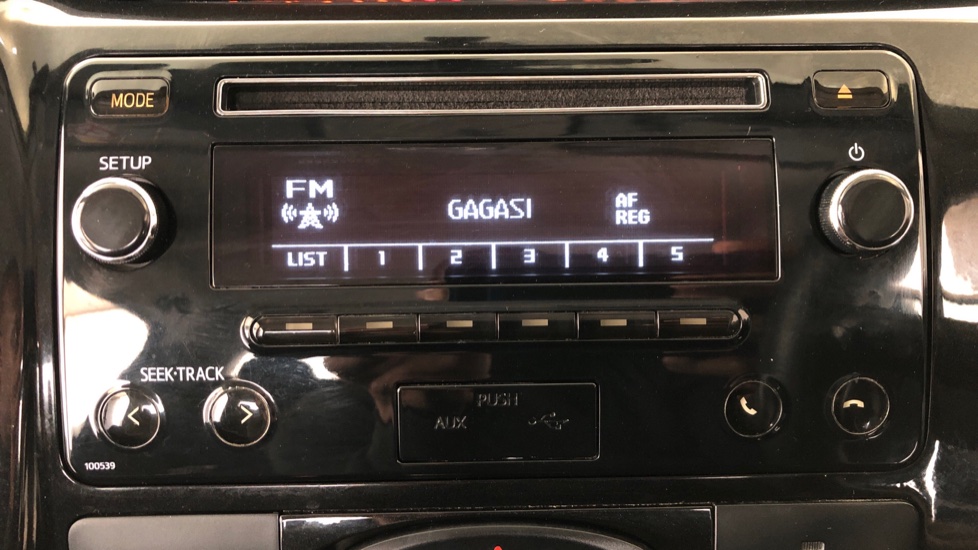 MODE
SETUP
FM
GAGASI
AF
REG
LIST 1 2 3 4 5
SEEK•TRACK
< >
PUSH
AUX
100539